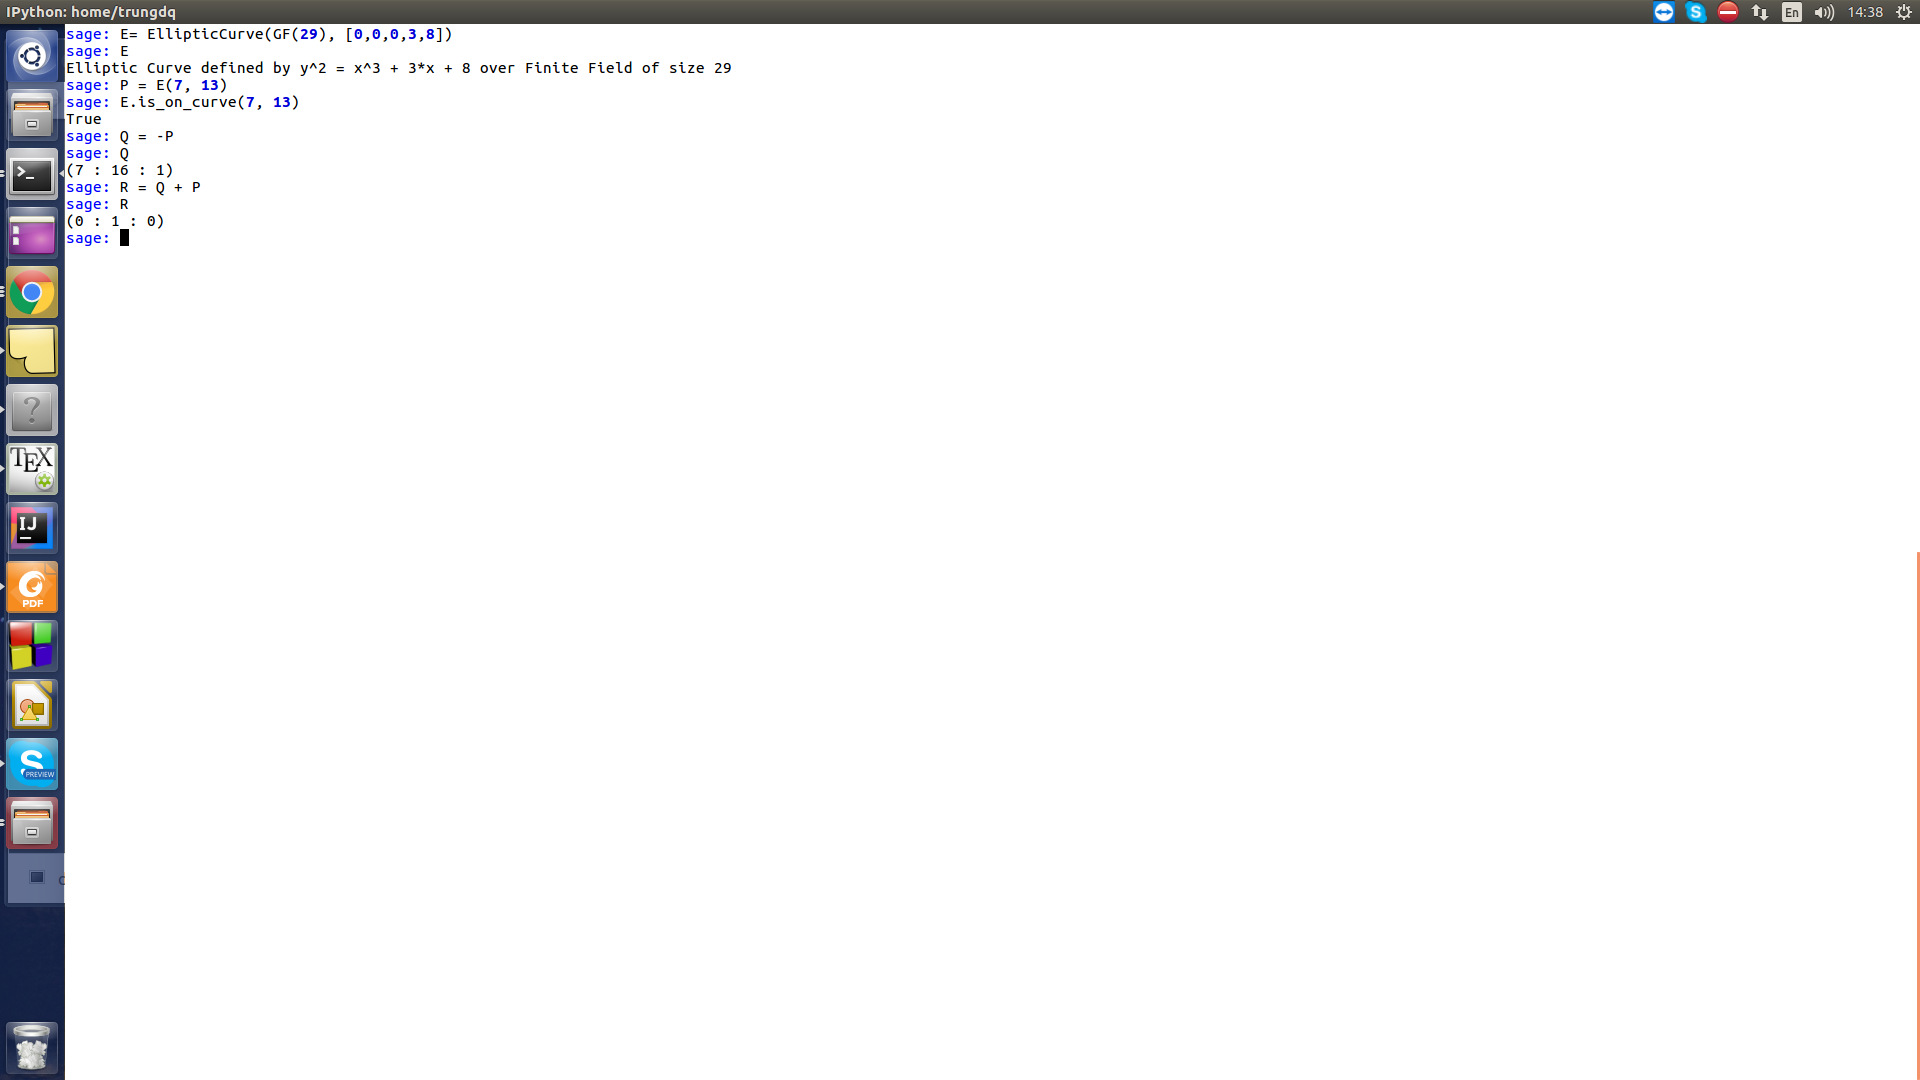 IPython: home/trungdq
En
14:38
sage: E= EllipticCurve(GF(29), [0,0,0,3,8])
sage: E
Elliptic Curve defined by y^2 = x^3 + 3*x + 8 over Finite Field of size 29
sage: P = E(7, 13)
sage: E.is_on_curve(7, 13)
True
sage: Q = -P
sage: Q
(7 : 16 : 1)
sage: R = Q + P
sage: R
(0 : 1 : 0)
sage:
>_
?
TEX
IJ
PDF
S
PREVIEW